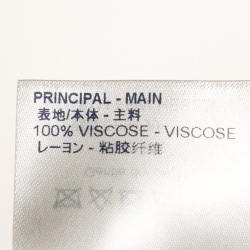 PRINCIPAL - MAIN
表地/本体 - 主料
100% VISCOSE - VISCOSE
レーヨン - 粘胶纤维